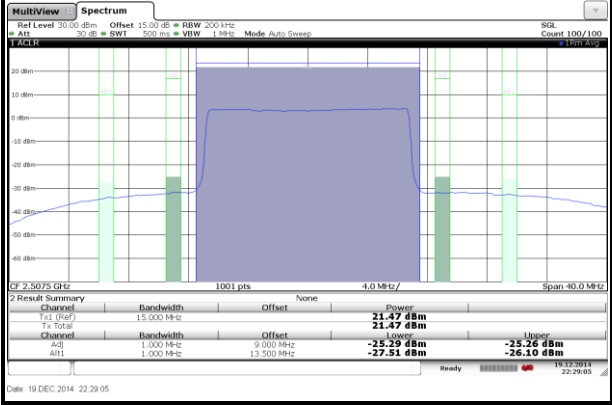 MultiView Spectrum
Ref Level 30.00 dBm Offset 15.00 dB RBW 200 kHz SGL
Att 30 dB SWT 500 ms VBW 1 MHz Mode Auto Sweep Count 100/100
1 ACLR 1Rm Avg
20 dBm
10 dBm
0 dBm
-10 dBm
-20 dBm
-30 dBm
-40 dBm
-50 dBm
-60 dBm
CF 2.5075 GHz 1001 pts 4.0 MHz/ Span 40.0 MHz
2 Result Summary None
Channel Bandwidth Offset Power
Tx1 (Ref) 15.000 MHz 21.47 dBm
Tx Total 21.47 dBm
Channel Bandwidth Offset Lower Upper
Adj 1.000 MHz 9.000 MHz -25.29 dBm -25.26 dBm
Alt1 1.000 MHz 13.500 MHz -27.51 dBm -26.10 dBm
Ready 19.12.2014
22:29:05
Date: 19.DEC.2014 22:29:05